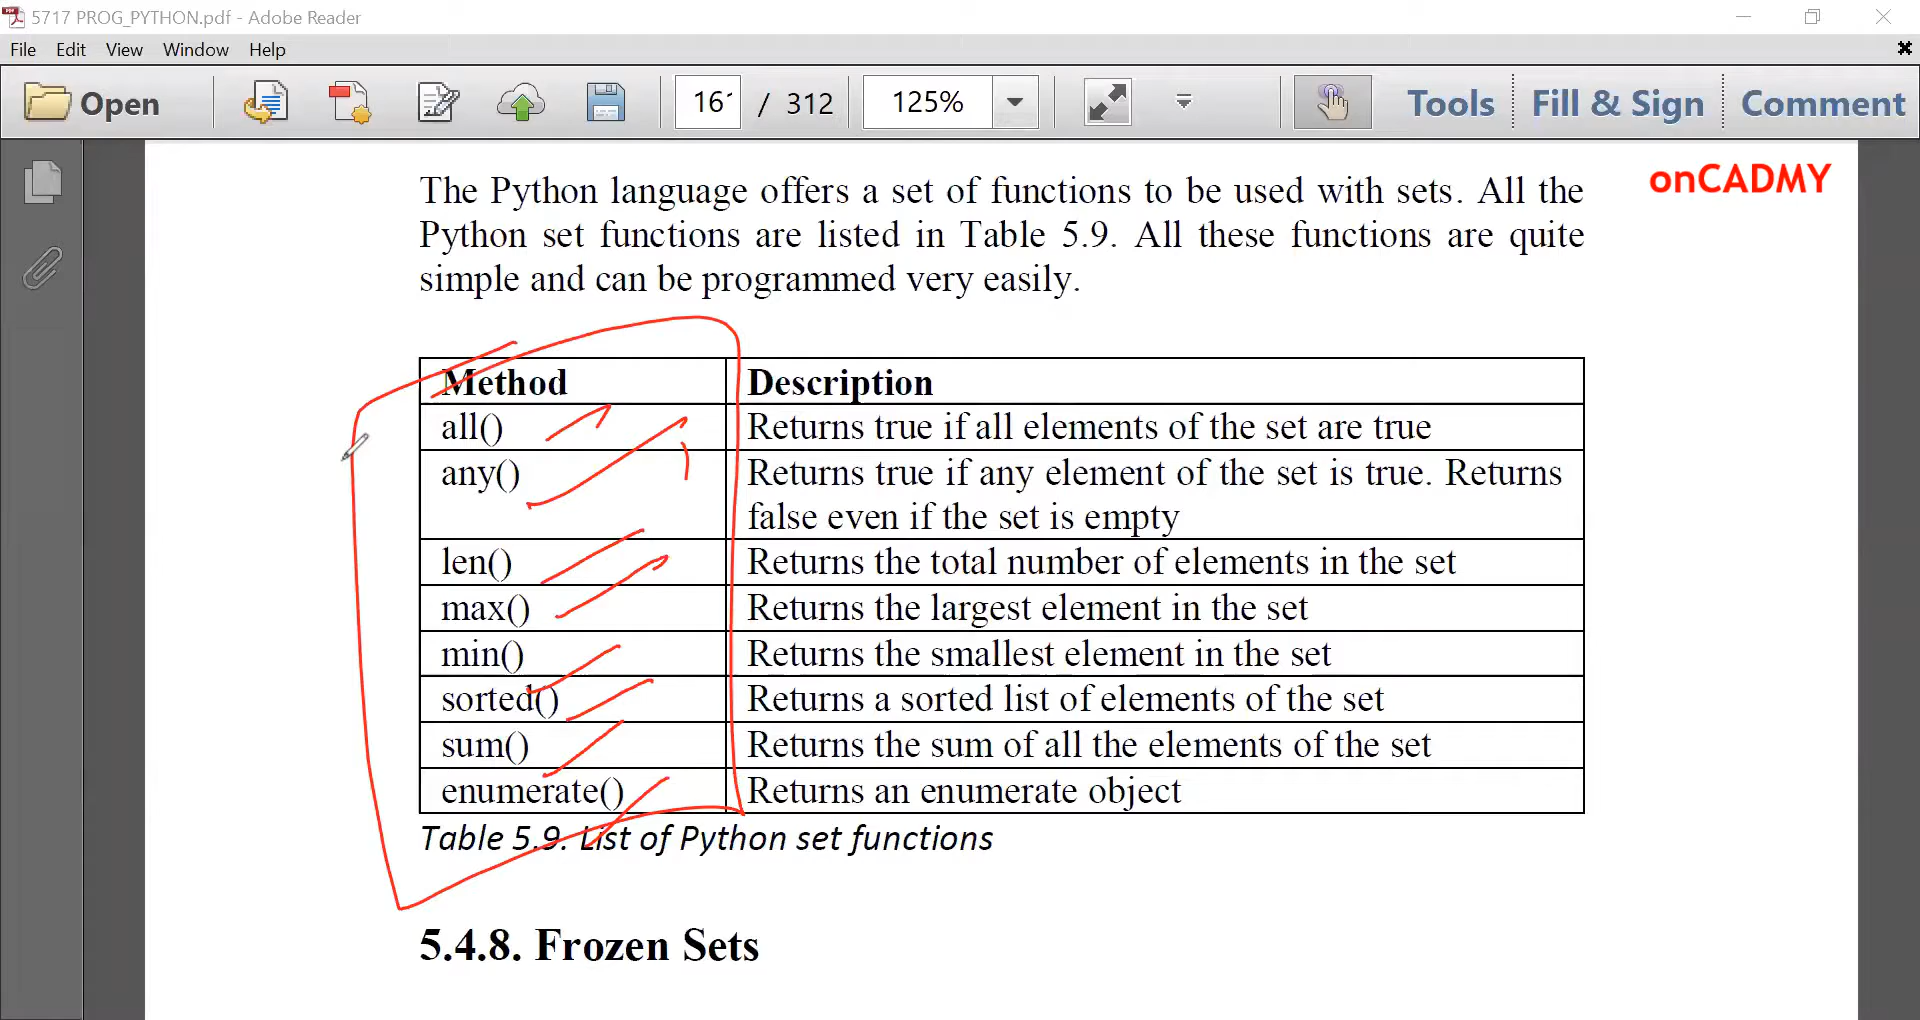 5717 PROG_PYTHON.pdf - Adobe Reader
File Edit View Window Help
Open / 312 125% Tools Fill & Sign Comment
onCADMY
The Python language offers a set of functions to be used with sets. All the
Python set functions are listed in Table 5.9. All these functions are quite
simple and can be programmed very easily.
Method Description
all() Returns true if all elements of the set are true
any() Returns true if any element of the set is true. Returns
false even if the set is empty
len() Returns the total number of elements in the set
max() Returns the largest element in the set
min() Returns the smallest element in the set
sorted() Returns a sorted list of elements of the set
sum() Returns the sum of all the elements of the set
enumerate() Returns an enumerate object
Table 5.9. List of Python set functions
5.4.8. Frozen Sets